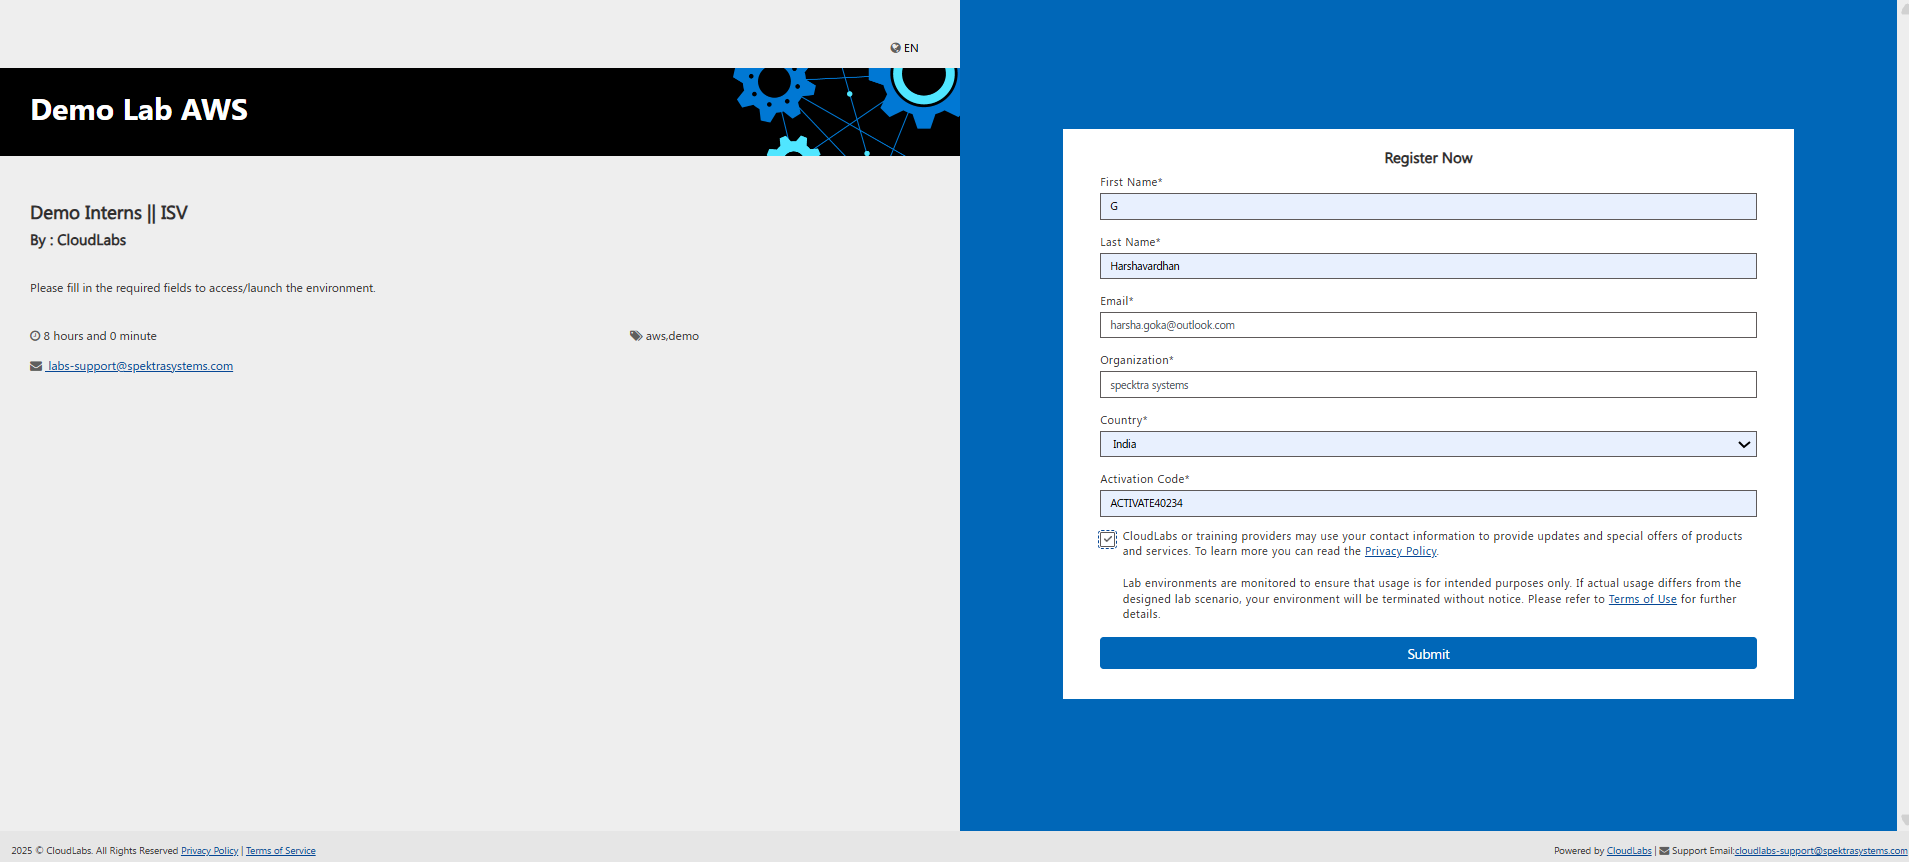 EN
Demo Lab AWS
Demo Interns || ISV
By : CloudLabs
Please fill in the required fields to access/launch the environment.
8 hours and 0 minute
aws,demo
labs-support@spektrasystems.com
Register Now
First Name*
G
Last Name*
Harshavardhan
Email*
harsha.goka@outlook.com
Organization*
specktra systems
Country*
India
Activation Code*
ACTIVATE40234
CloudLabs or training providers may use your contact information to provide updates and special offers of products
and services. To learn more you can read the Privacy Policy.
Lab environments are monitored to ensure that usage is for intended purposes only. If actual usage differs from the
designed lab scenario, your environment will be terminated without notice. Please refer to Terms of Use for further
details.
Submit
2025 © CloudLabs. All Rights Reserved Privacy Policy | Terms of Service
Powered by CloudLabs | Support Email:cloudlabs-support@spektrasystems.com